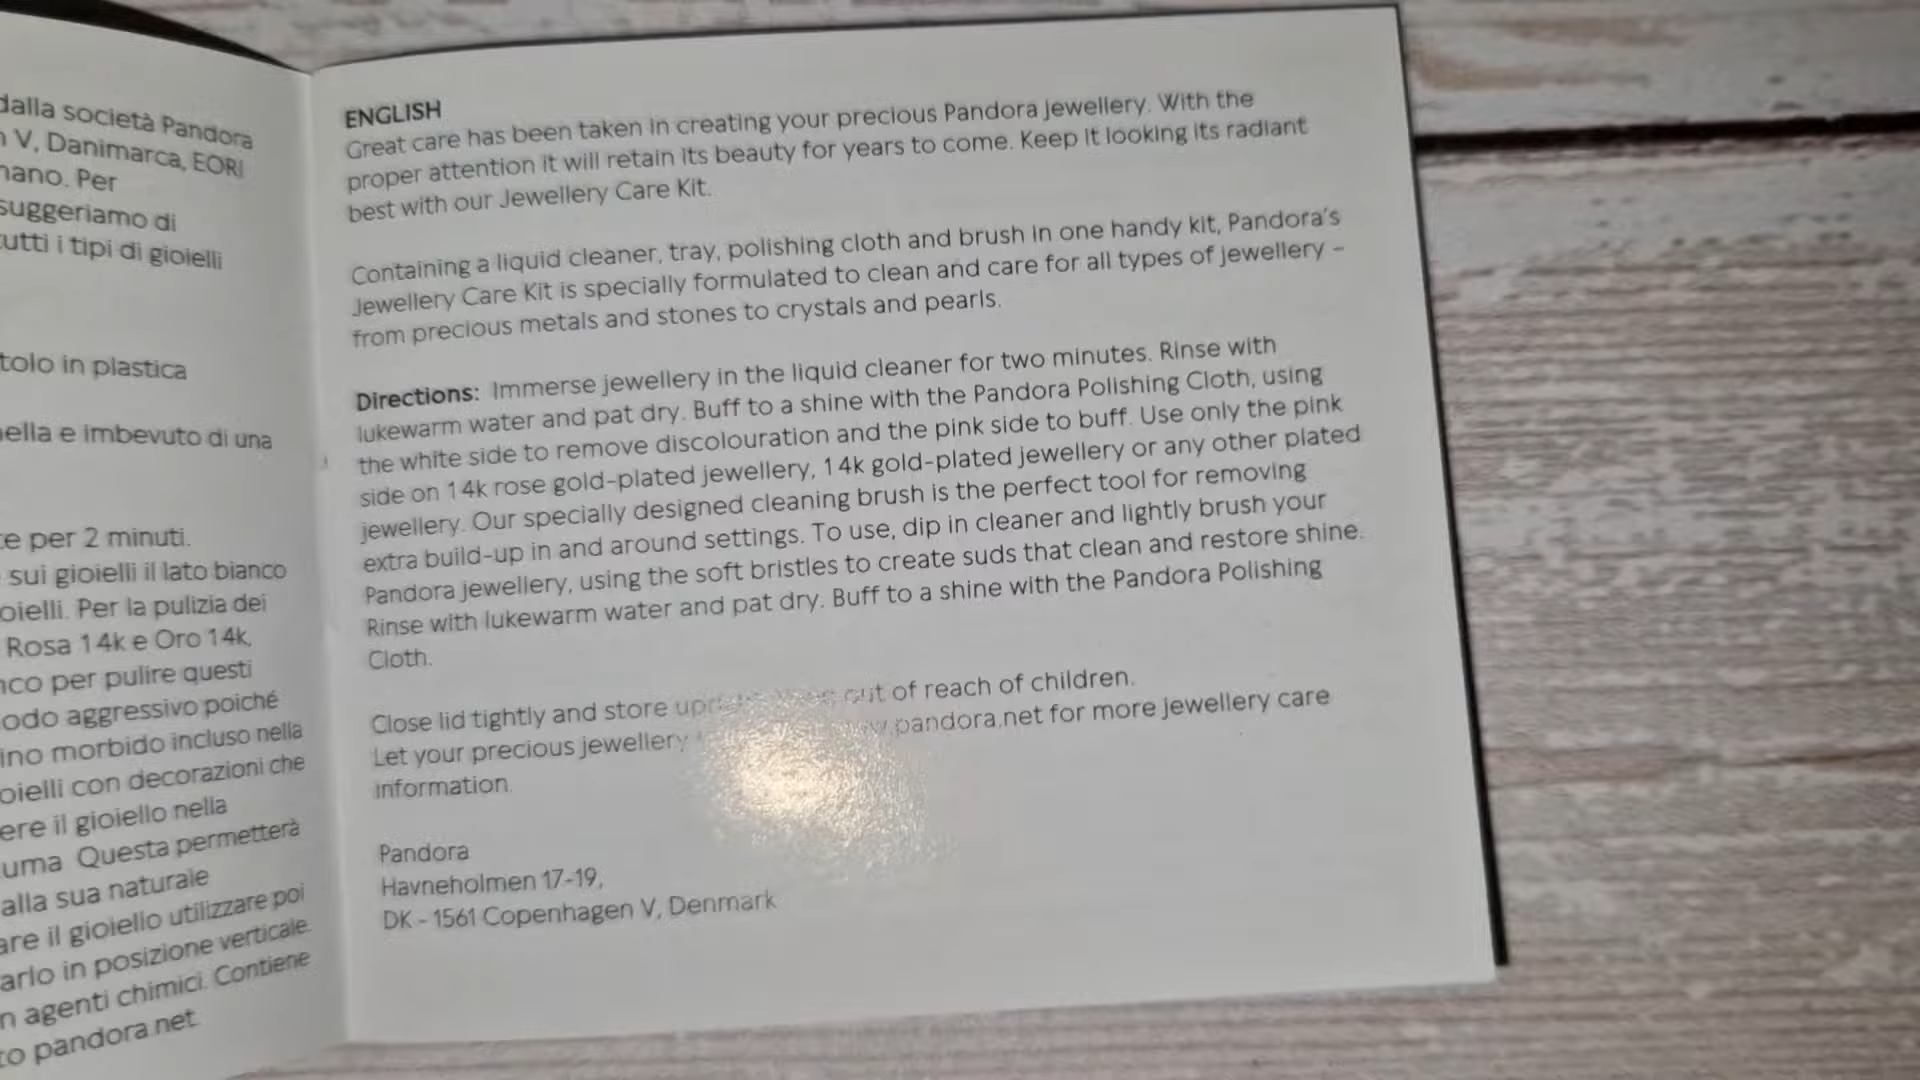 dalla società Pandora
V, Danimarca, EORI
mano. Per
suggeriamo di
tutti i tipi di gioielli
tolo in plastica
nella e imbevuto di una
te per 2 minuti.
sui gioielli il lato bianco
gioielli. Per la pulizia dei
Rosa 14k e Oro 14k,
nco per pulire questi
odo aggressivo poiché
ino morbido incluso nella
oielli con decorazioni che
ere il gioiello nella
uma Questa permetterà
alla sua naturale
are il gioiello utilizzare poi
arlo in posizione verticale.
n agenti chimici. Contiene
to pandora.net
ENGLISH
Great care has been taken in creating your precious Pandora jewellery. With the
proper attention it will retain its beauty for years to come. Keep it looking its radiant
best with our Jewellery Care Kit.
Containing a liquid cleaner, tray, polishing cloth and brush in one handy kit, Pandora's
Jewellery Care Kit is specially formulated to clean and care for all types of jewellery –
from precious metals and stones to crystals and pearls.
Directions: Immerse jewellery in the liquid cleaner for two minutes. Rinse with
lukewarm water and pat dry. Buff to a shine with the Pandora Polishing Cloth, using
the white side to remove discolouration and the pink side to buff. Use only the pink
side on 14k rose gold-plated jewellery, 14k gold-plated jewellery or any other plated
jewellery. Our specially designed cleaning brush is the perfect tool for removing
extra build-up in and around settings. To use, dip in cleaner and lightly brush your
Pandora jewellery, using the soft bristles to create suds that clean and restore shine.
Rinse with lukewarm water and pat dry. Buff to a shine with the Pandora Polishing
Cloth.
Close lid tightly and store out of reach of children.
Let your precious jewellery pandora.net for more jewellery care
information.
Pandora
Havneholmen 17-19,
DK - 1561 Copenhagen V, Denmark